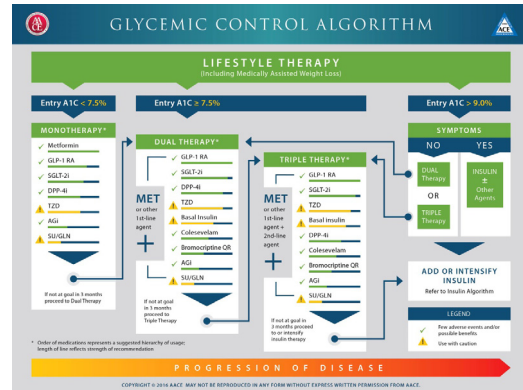 GLYCEMIC CONTROL ALGORITHM
AACE
ACE
LIFESTYLE THERAPY
(Including Medically Assisted Weight Loss)
Entry A1C < 7.5%
Entry A1C ≥ 7.5%
Entry A1C > 9.0%
MONOTHERAPY*
Metformin
GLP-1 RA
SGLT-2i
DPP-4i
TZD
AGi
SU/GLN
If not at goal in 3 months
proceed to Dual Therapy
DUAL THERAPY*
GLP-1 RA
SGLT-2i
DPP-4i
TZD
Basal Insulin
Colesevelam
Bromocriptine QR
AGi
SU/GLN
MET
or other
1st-line
agent
+
If not at goal in
3 months
proceed to
Triple Therapy
TRIPLE THERAPY*
GLP-1 RA
SGLT-2i
TZD
Basal Insulin
DPP-4i
Colesevelam
Bromocriptine QR
AGi
SU/GLN
MET
or other
1st-line
agent +
2nd-line
agent
+
If not at goal in
3 months proceed
to or intensify
insulin therapy
SYMPTOMS
NO
YES
DUAL
Therapy
OR
TRIPLE
Therapy
INSULIN
±
Other
Agents
ADD OR INTENSIFY
INSULIN
Refer to Insulin Algorithm
LEGEND
Few adverse events and/or
possible benefits
Use with caution
* Order of medications represents a suggested hierarchy of usage;
length of line reflects strength of recommendation
PROGRESSION OF DISEASE
COPYRIGHT © 2016 AACE MAY NOT BE REPRODUCED IN ANY FORM WITHOUT EXPRESS WRITTEN PERMISSION FROM AACE.